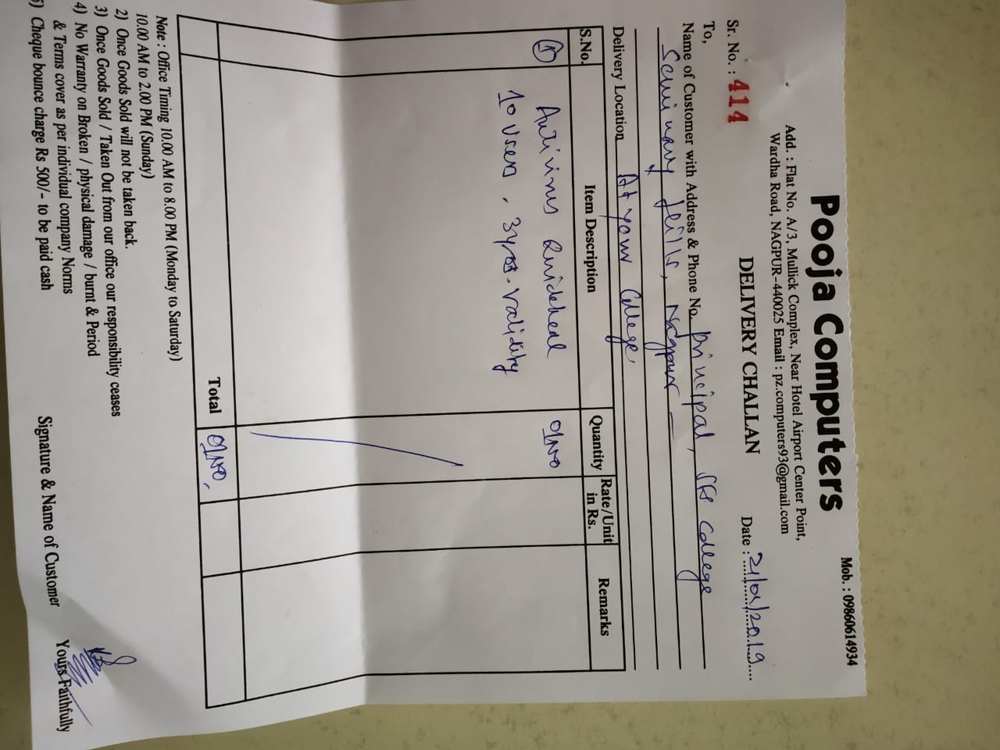 Mob. : 09860614934
Pooja Computers
Add. : Flat No. A/3, Mullick Complex, Near Hotel Airport Center Point,
Wardha Road, NAGPUR-440025 Email : pz.computers93@gmail.com
DELIVERY CHALLAN
Sr. No. : 414
Date : 21/01/2019
To,
Name of Customer with Address & Phone No. Principal, SFS College
Seminary Hills, Nagpur
Delivery Location At your College
S.No. Item Description Quantity Rate/Unit in Rs. Remarks
① Antivirus Quickheal 01No
10 Users, 3yrs. validity
Total 01No.
Note : Office Timing 10.00 AM to 8.00 PM (Monday to Saturday)
10.00 AM to 2.00 PM (Sunday)
2) Once Goods Sold will not be taken back.
3) Once Goods Sold / Taken Out from our office our responsibility ceases
4) No Warranty on Broken / physical damage / burnt & Period
& Terms cover as per individual company Norms
5) Cheque bounce charge Rs 500/- to be paid cash
Signature & Name of Customer
Yours Faithfully